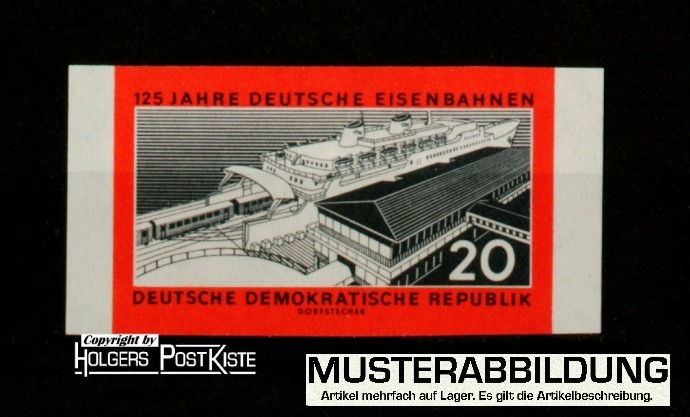 125 JAHRE DEUTSCHE EISENBAHNEN
20
DEUTSCHE DEMOKRATISCHE REPUBLIK
DORFSTECHER
Copyright by
HOLGERS POSTKISTE
MUSTERABBILDUNG
Artikel mehrfach auf Lager. Es gilt die Artikelbeschreibung.